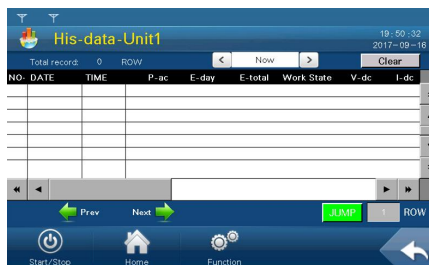 His-data-Unit1
19:50:32
2017-09-16
Total record: 0 ROW
Now
Clear
NO. DATE TIME P-ac E-day E-total Work State V-dc I-dc
Prev
Next
JUMP
1
ROW
Start/Stop
Home
Function